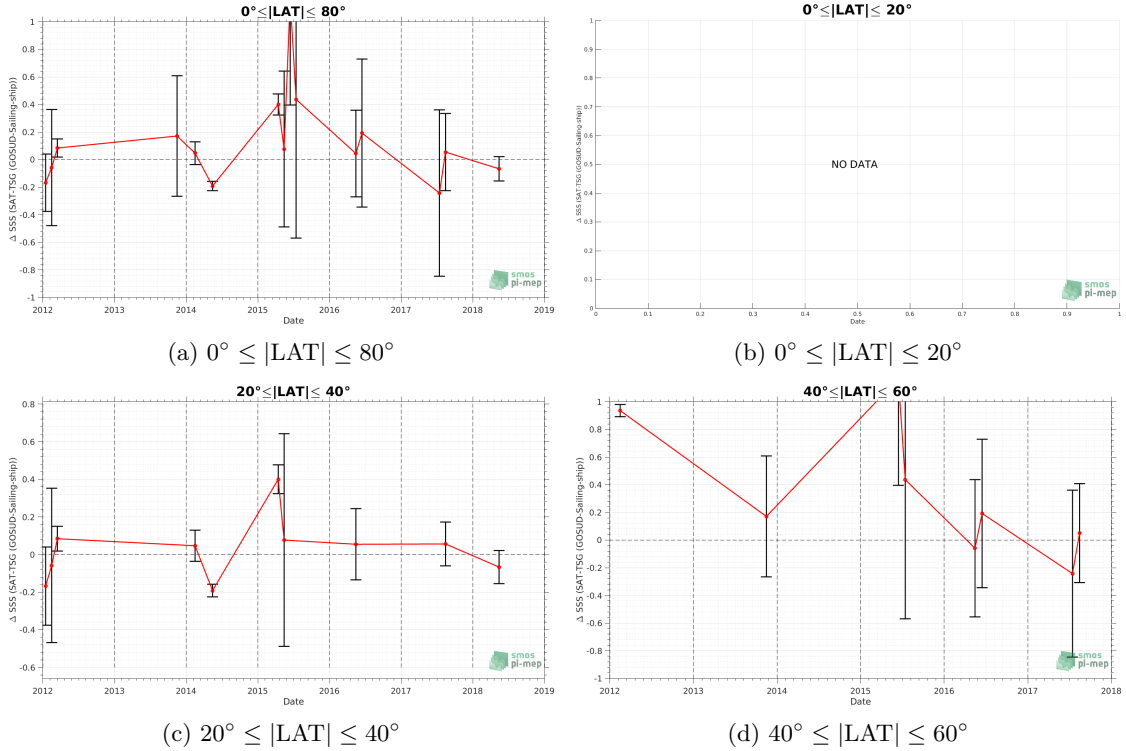 0°≤|LAT|≤ 80°
Δ SSS (SAT-TSG (GOSUD-Sailing-ship))
1
0.8
0.6
0.4
0.2
0
-0.2
-0.4
-0.6
-0.8
-1
2012 2013 2014 2015 2016 2017 2018 2019
Date
smos
pi-mep
(a) 0° ≤ |LAT| ≤ 80°
0°≤|LAT|≤ 20°
Δ SSS (SAT-TSG (GOSUD-Sailing-ship))
1
0.9
0.8
0.7
0.6
0.5
0.4
0.3
0.2
0.1
0
NO DATA
0 0.1 0.2 0.3 0.4 0.5 0.6 0.7 0.8 0.9 1
Date
smos
pi-mep
(b) 0° ≤ |LAT| ≤ 20°
20°≤|LAT|≤ 40°
Δ SSS (SAT-TSG (GOSUD-Sailing-ship))
0.8
0.6
0.4
0.2
0
-0.2
-0.4
-0.6
2012 2013 2014 2015 2016 2017 2018 2019
Date
smos
pi-mep
(c) 20° ≤ |LAT| ≤ 40°
40°≤|LAT|≤ 60°
Δ SSS (SAT-TSG (GOSUD-Sailing-ship))
1
0.8
0.6
0.4
0.2
0
-0.2
-0.4
-0.6
-0.8
-1
2012 2013 2014 2015 2016 2017 2018
Date
smos
pi-mep
(d) 40° ≤ |LAT| ≤ 60°